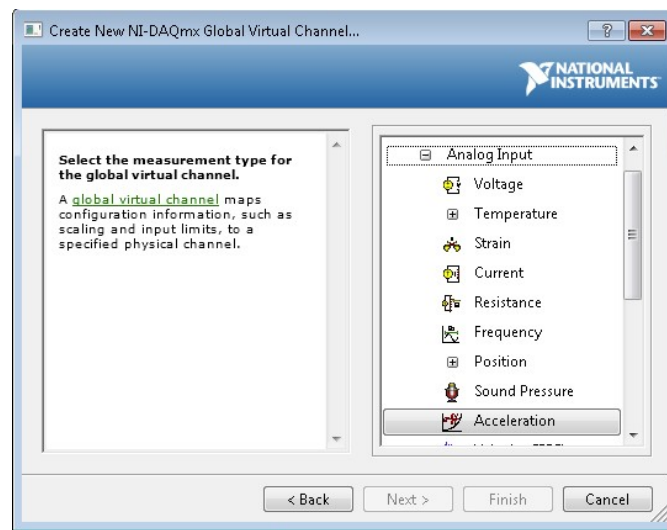 Create New NI-DAQmx Global Virtual Channel...
NATIONAL
INSTRUMENTS
Select the measurement type for
the global virtual channel.
A global virtual channel maps
configuration information, such as
scaling and input limits, to a
specified physical channel.
Analog Input
Voltage
Temperature
Strain
Current
Resistance
Frequency
Position
Sound Pressure
Acceleration
< Back
Next >
Finish
Cancel